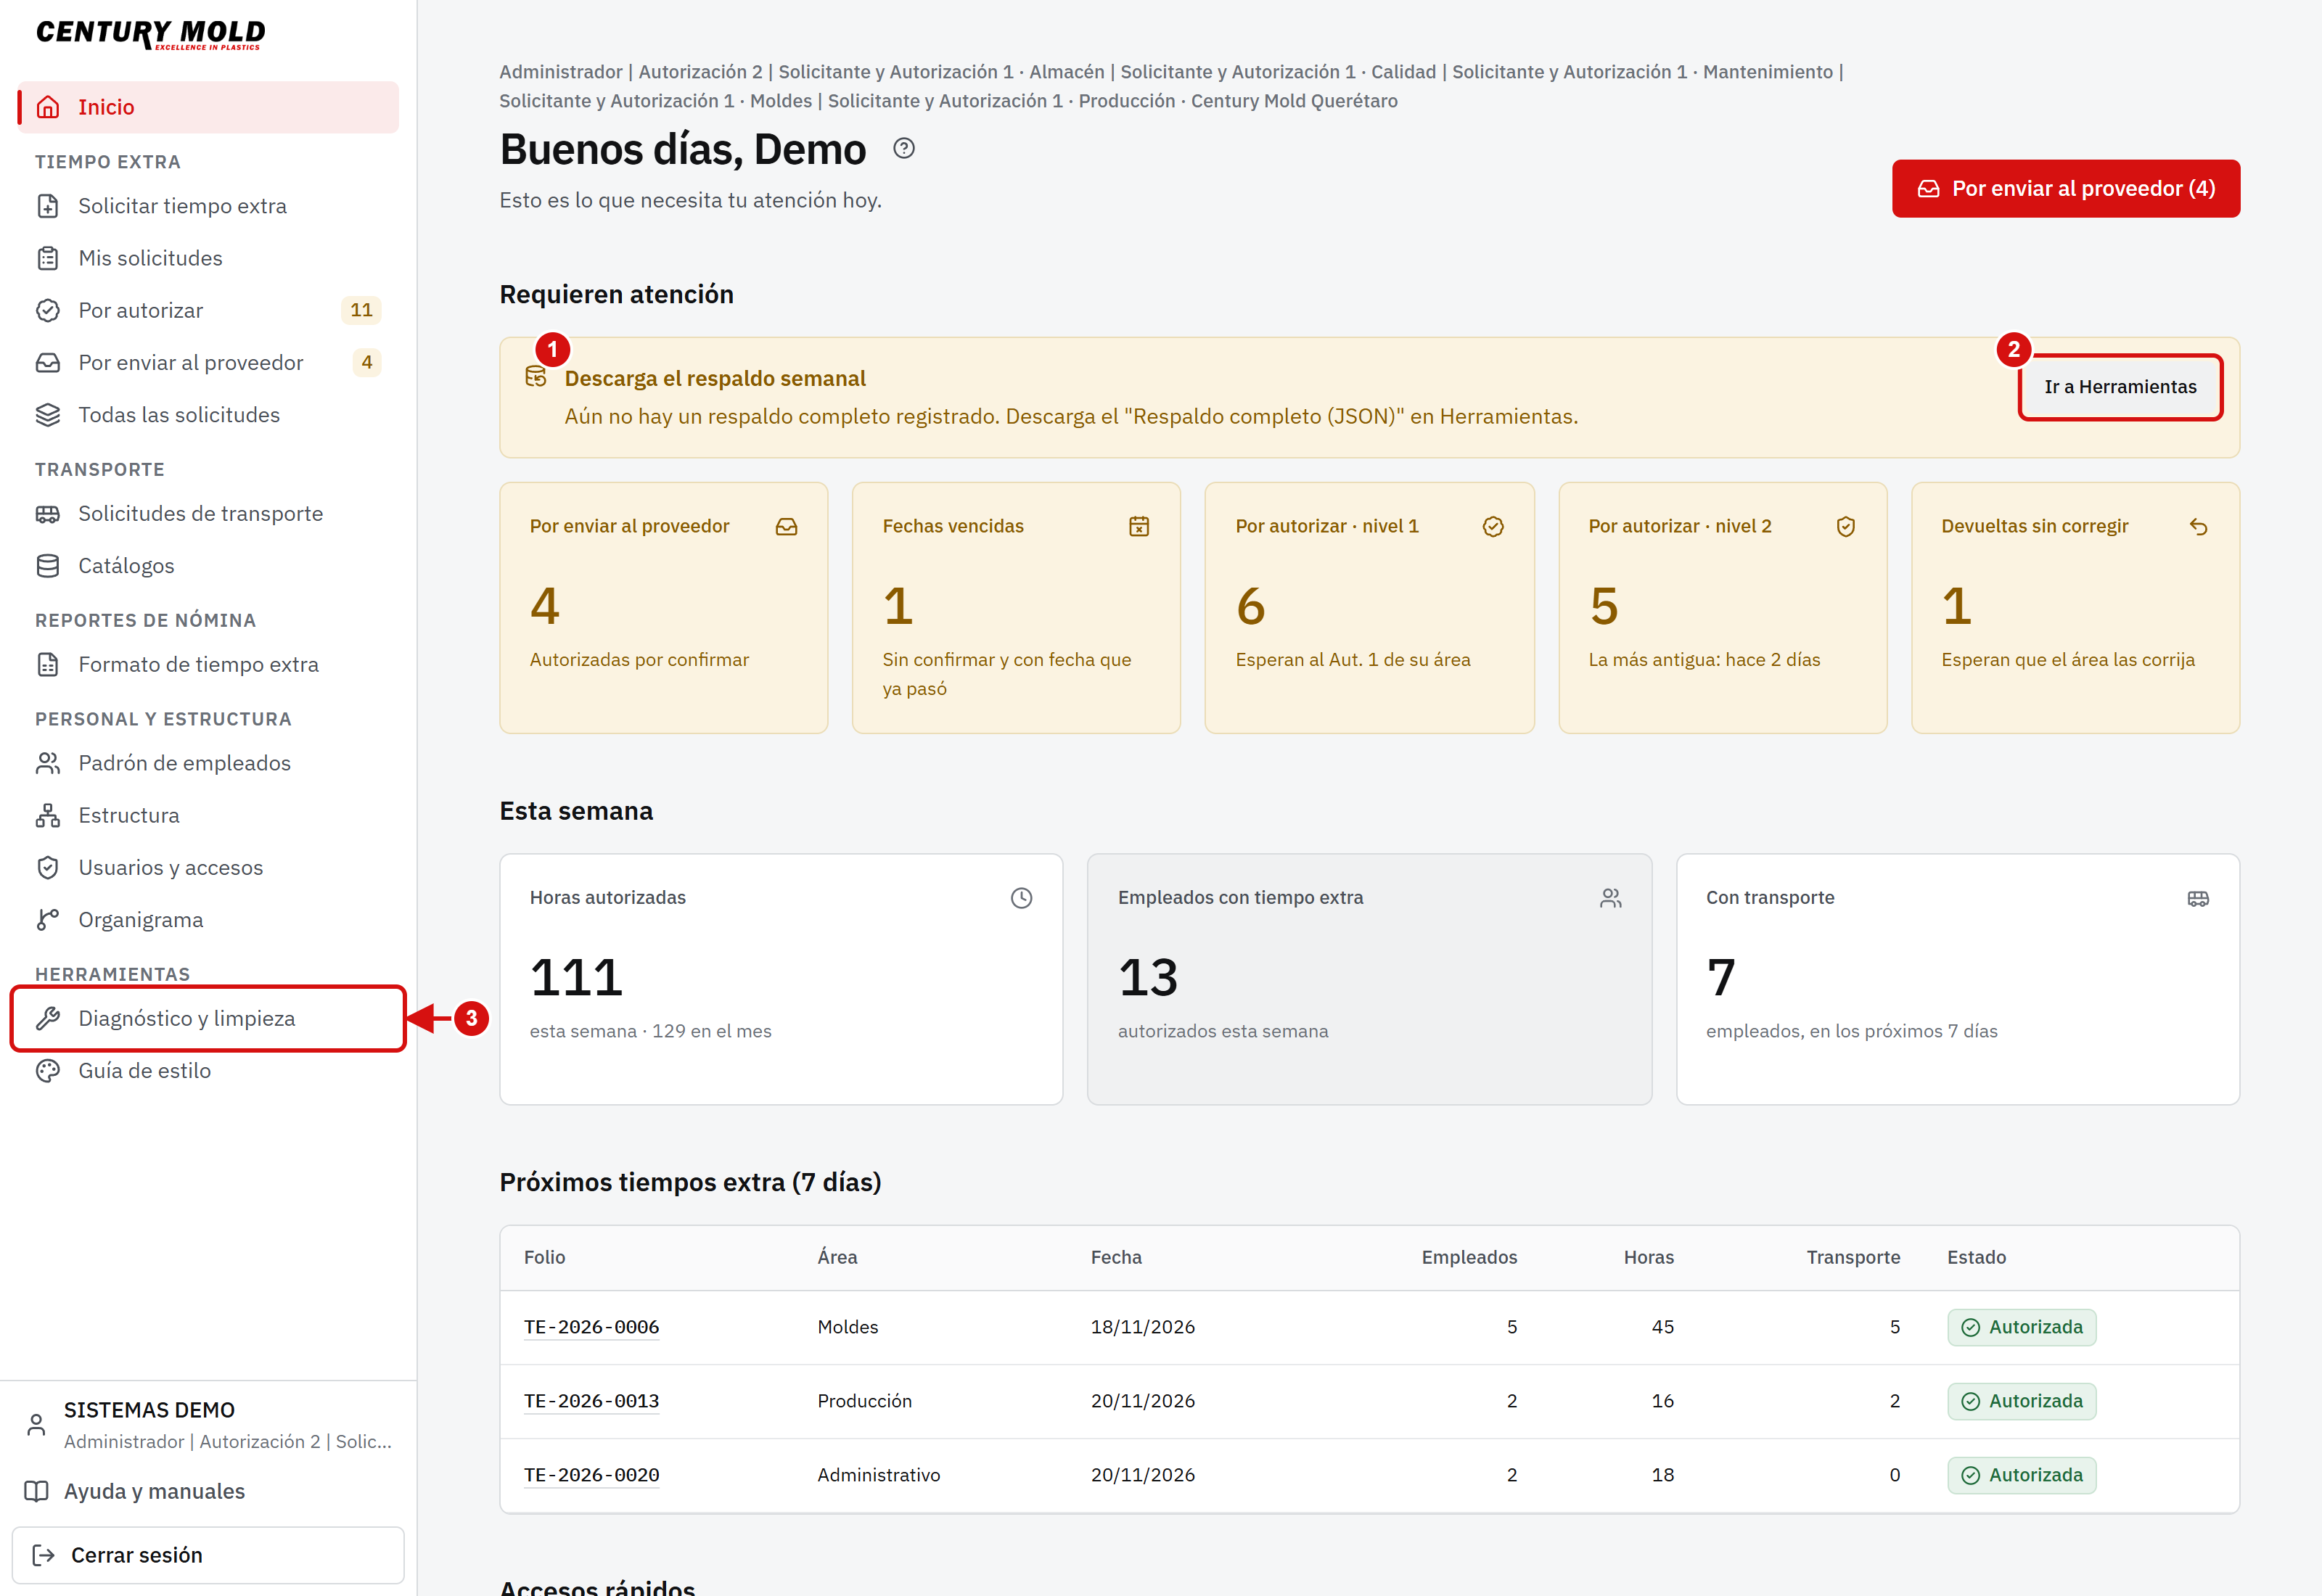 CENTURY MOLD
EXCELLENCE IN PLASTICS
Inicio
TIEMPO EXTRA
Solicitar tiempo extra
Mis solicitudes
Por autorizar 11
Por enviar al proveedor 4
Todas las solicitudes
TRANSPORTE
Solicitudes de transporte
Catálogos
REPORTES DE NÓMINA
Formato de tiempo extra
PERSONAL Y ESTRUCTURA
Padrón de empleados
Estructura
Usuarios y accesos
Organigrama
HERRAMIENTAS
Diagnóstico y limpieza
3
Guía de estilo
SISTEMAS DEMO
Administrador | Autorización 2 | Solic...
Ayuda y manuales
Cerrar sesión
Administrador | Autorización 2 | Solicitante y Autorización 1 · Almacén | Solicitante y Autorización 1 · Calidad | Solicitante y Autorización 1 · Mantenimiento |
Solicitante y Autorización 1 · Moldes | Solicitante y Autorización 1 · Producción · Century Mold Querétaro
Buenos días, Demo
Esto es lo que necesita tu atención hoy.
Por enviar al proveedor (4)
Requieren atención
1
Descarga el respaldo semanal
Aún no hay un respaldo completo registrado. Descarga el "Respaldo completo (JSON)" en Herramientas.
2
Ir a Herramientas
Por enviar al proveedor
4
Autorizadas por confirmar
Fechas vencidas
1
Sin confirmar y con fecha que
ya pasó
Por autorizar · nivel 1
6
Esperan al Aut. 1 de su área
Por autorizar · nivel 2
5
La más antigua: hace 2 días
Devueltas sin corregir
1
Esperan que el área las corrija
Esta semana
Horas autorizadas
111
esta semana · 129 en el mes
Empleados con tiempo extra
13
autorizados esta semana
Con transporte
7
empleados, en los próximos 7 días
Próximos tiempos extra (7 días)
Folio Área Fecha Empleados Horas Transporte Estado
TE-2026-0006 Moldes 18/11/2026 5 45 5 Autorizada
TE-2026-0013 Producción 20/11/2026 2 16 2 Autorizada
TE-2026-0020 Administrativo 20/11/2026 2 18 0 Autorizada
Accesos rápidos